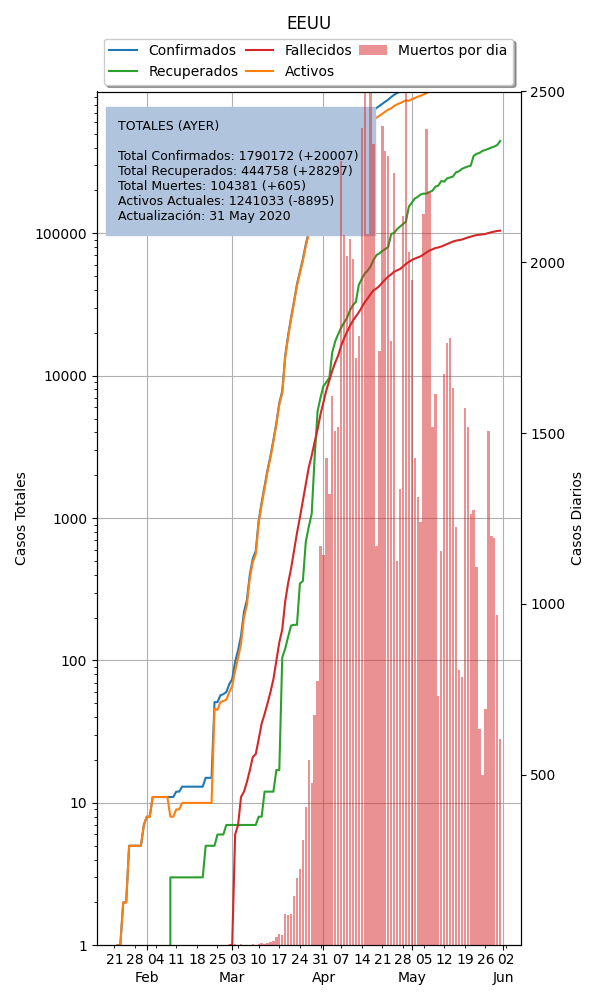 EEUU
Confirmados Fallecidos Muertos por dia
Recuperados Activos
TOTALES (AYER)
Total Confirmados: 1790172 (+20007)
Total Recuperados: 444758 (+28297)
Total Muertes: 104381 (+605)
Activos Actuales: 1241033 (-8895)
Actualización: 31 May 2020
Casos Totales
100000
10000
1000
100
10
1
2500
2000
1500
1000
500
Casos Diarios
21 28 04 11 18 25 03 10 17 24 31 07 14 21 28 05 12 19 26 02
Feb Mar Apr May Jun